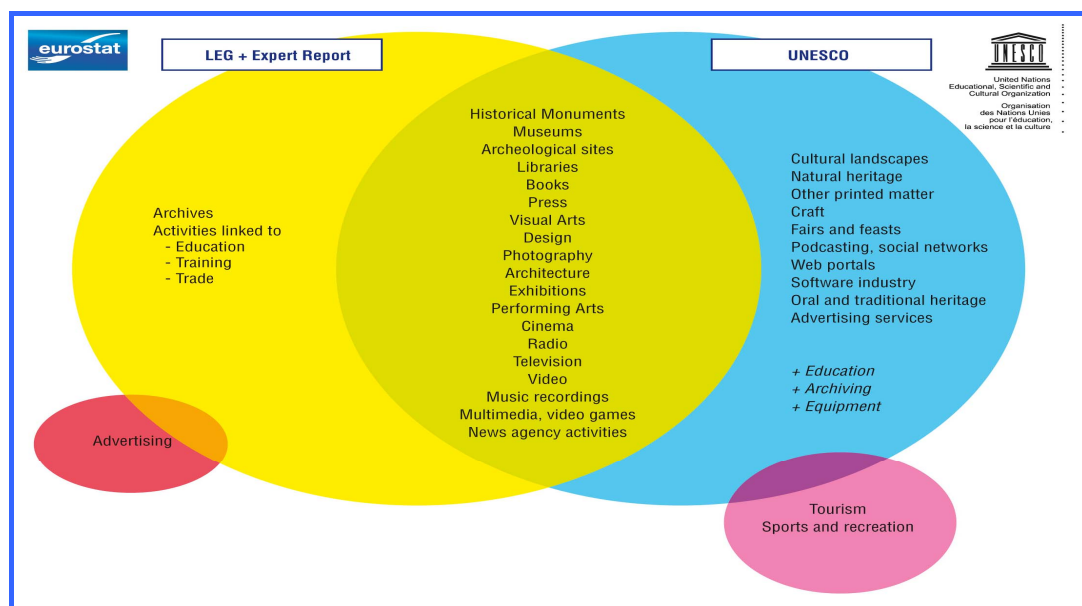 eurostat
LEG + Expert Report
UNESCO
UNESCO
United Nations
Educational, Scientific and
Cultural Organization
Organisation
des Nations Unies
pour l'éducation,
la science et la culture
Archives
Activities linked to
- Education
- Training
- Trade
Historical Monuments
Museums
Archeological sites
Libraries
Books
Press
Visual Arts
Design
Photography
Architecture
Exhibitions
Performing Arts
Cinema
Radio
Television
Video
Music recordings
Multimedia, video games
News agency activities
Cultural landscapes
Natural heritage
Other printed matter
Craft
Fairs and feasts
Podcasting, social networks
Web portals
Software industry
Oral and traditional heritage
Advertising services
+ Education
+ Archiving
+ Equipment
Advertising
Tourism
Sports and recreation